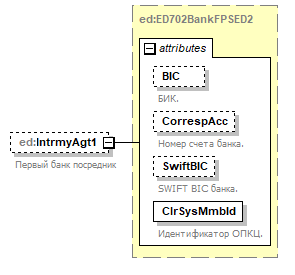 ed:ED702BankFPSED2
attributes
BIC
БИК.
CorrespAcc
Номер счета банка.
ed:IntrmyAgt1
Первый банк посредник
SwiftBIC
SWIFT BIC банка.
ClrSysMmbId
Идентификатор ОПКЦ.